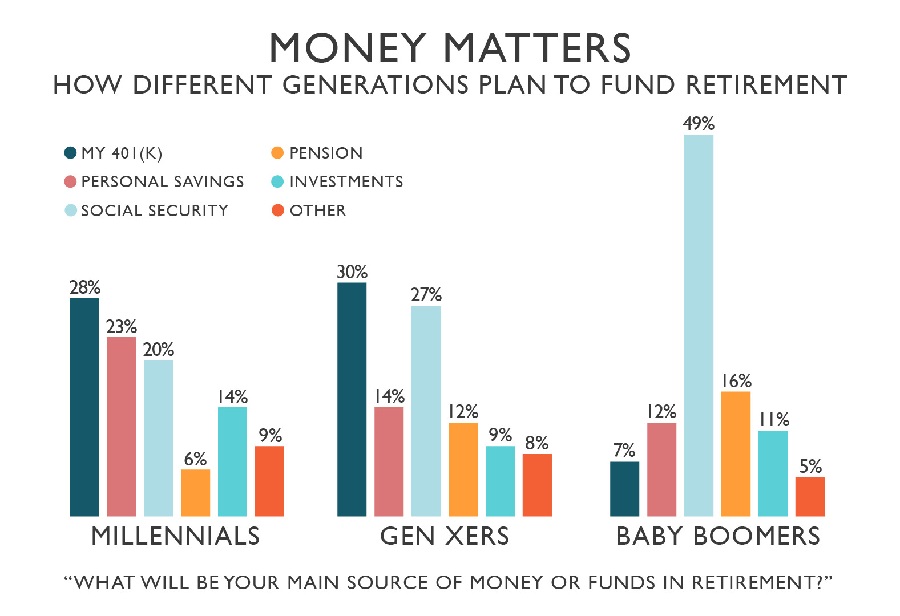 MONEY MATTERS
HOW DIFFERENT GENERATIONS PLAN TO FUND RETIREMENT
MY 401(K)
PERSONAL SAVINGS
SOCIAL SECURITY
PENSION
INVESTMENTS
OTHER
28%
23%
20%
6%
14%
9%
MILLENNIALS
30%
14%
27%
12%
9%
8%
GEN XERS
7%
12%
49%
16%
11%
5%
BABY BOOMERS
“WHAT WILL BE YOUR MAIN SOURCE OF MONEY OR FUNDS IN RETIREMENT?”